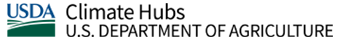 USDA Climate Hubs
U.S. DEPARTMENT OF AGRICULTURE